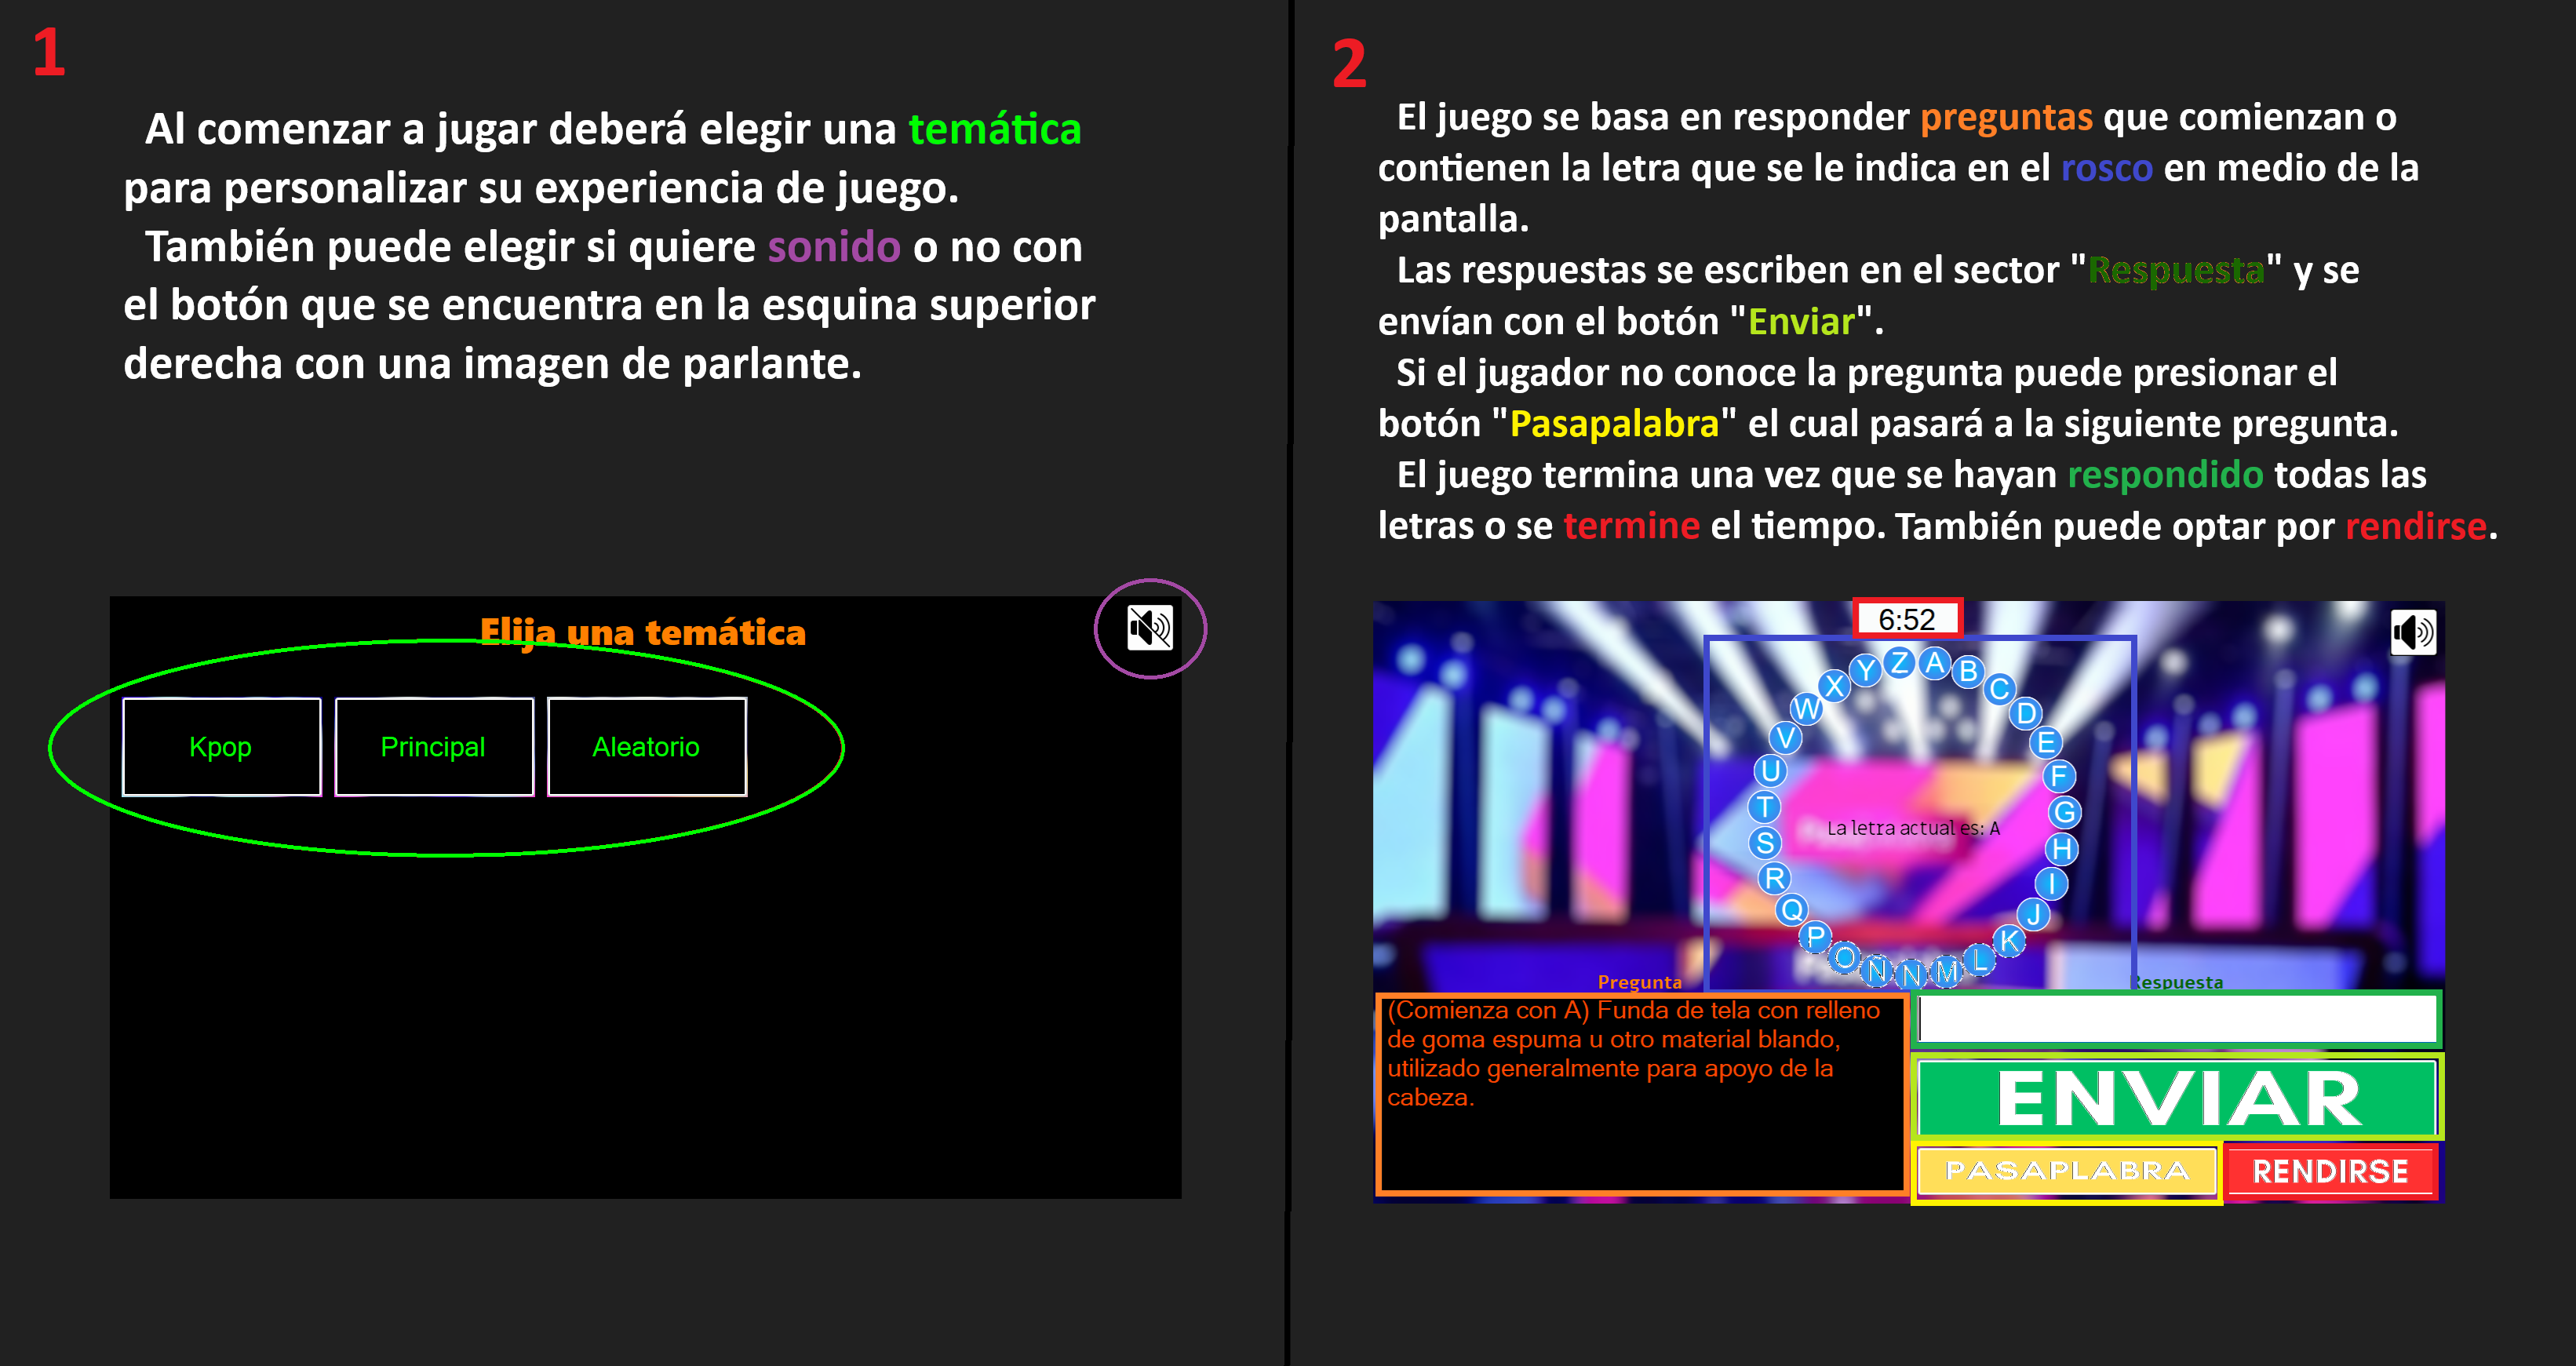 1
Al comenzar a jugar deberá elegir una temática
para personalizar su experiencia de juego.
También puede elegir si quiere sonido o no con
el botón que se encuentra en la esquina superior
derecha con una imagen de parlante.
Elija una temática
Kpop
Principal
Aleatorio
2
El juego se basa en responder preguntas que comienzan o
contienen la letra que se le indica en el rosco en medio de la
pantalla.
Las respuestas se escriben en el sector "Respuesta" y se
envían con el botón "Enviar".
Si el jugador no conoce la pregunta puede presionar el
botón "Pasapalabra" el cual pasará a la siguiente pregunta.
El juego termina una vez que se hayan respondido todas las
letras o se termine el tiempo. También puede optar por rendirse.
6:52
A
B
C
D
E
F
G
H
I
J
K
L
M
N
N
O
P
Q
R
S
T
U
V
W
X
Y
Z
La letra actual es: A
Pregunta
(Comienza con A) Funda de tela con relleno
de goma espuma u otro material blando,
utilizado generalmente para apoyo de la
cabeza.
Respuesta
ENVIAR
PASAPLABRA
RENDIRSE